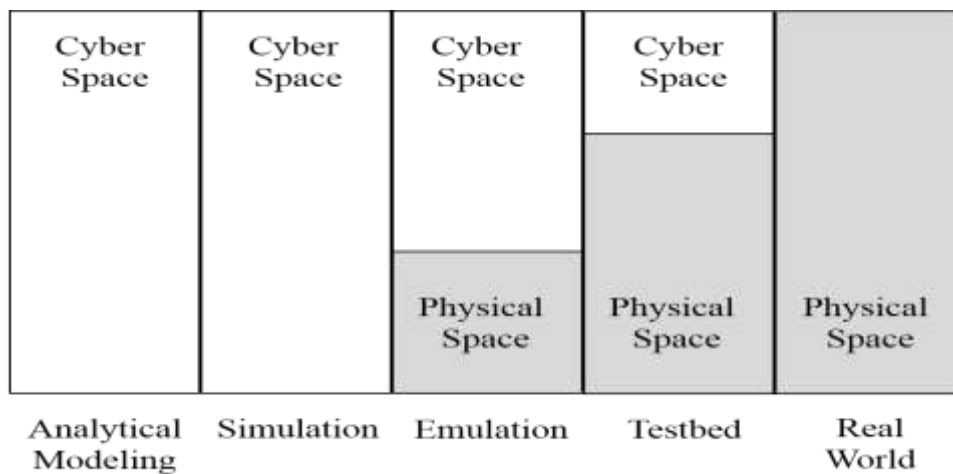 Cyber
Space
Cyber
Space
Cyber
Space
Cyber
Space
Physical
Space
Physical
Space
Physical
Space
Analytical
Modeling
Simulation
Emulation
Testbed
Real
World